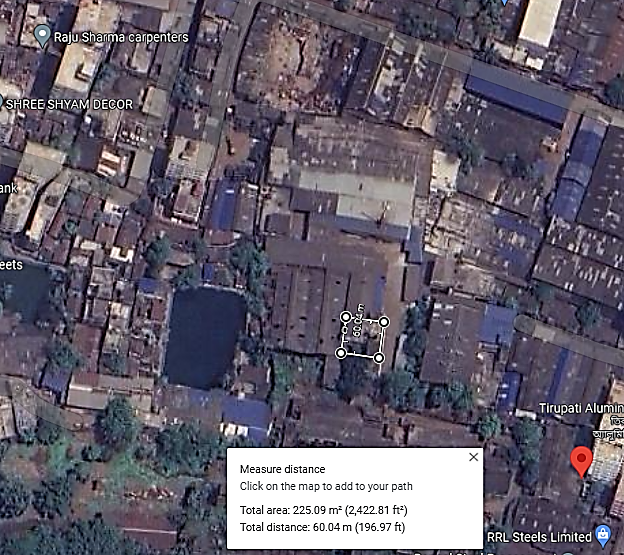 Raju Sharma carpenters
SHREE SHYAM DECOR
ank
eets
60.04 m
Tirupati Alumin
Measure distance
Click on the map to add to your path
Total area: 225.09 m² (2,422.81 ft²)
Total distance: 60.04 m (196.97 ft)
RRL Steels Limited